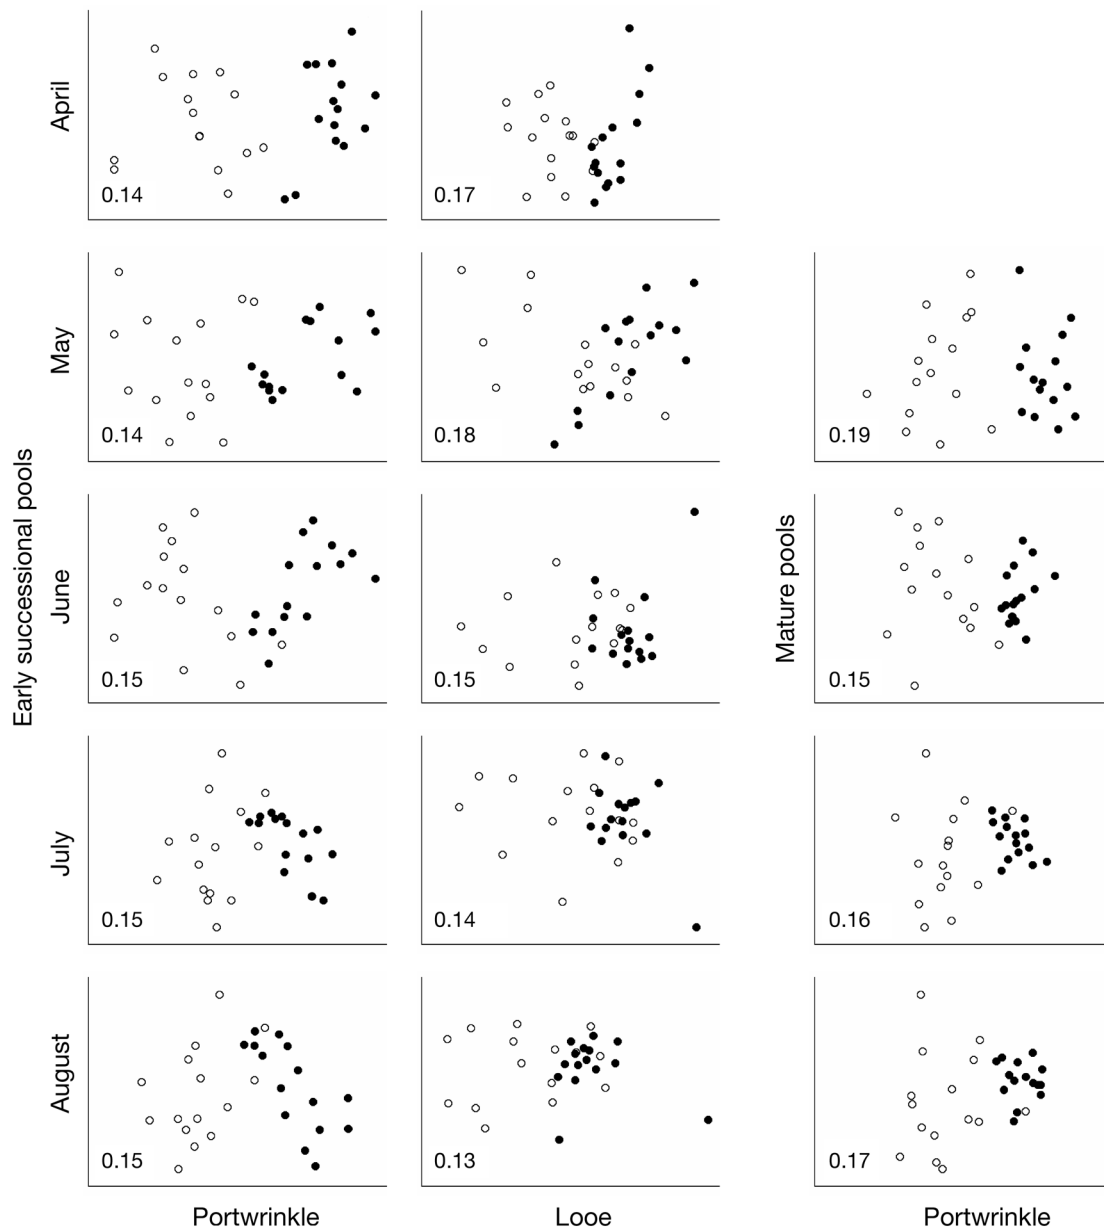 Early successional pools
April
0.14
0.17
May
0.14
0.18
0.19
June
0.15
0.15
0.15
Mature pools
July
0.15
0.14
0.16
August
0.15
0.13
0.17
Portwrinkle
Looe
Portwrinkle